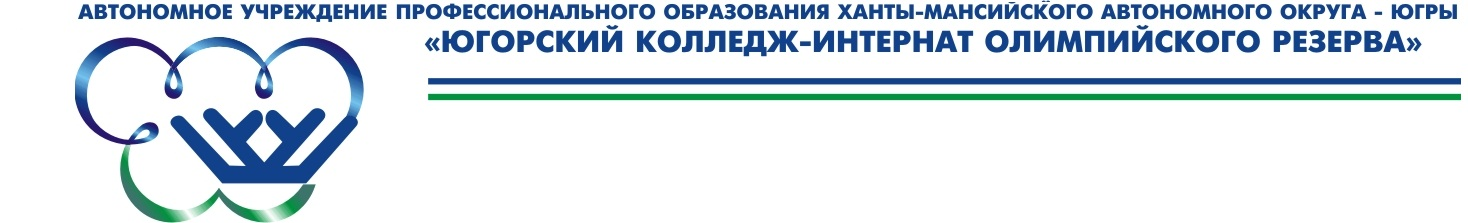 АВТОНОМНОЕ УЧРЕЖДЕНИЕ ПРОФЕССИОНАЛЬНОГО ОБРАЗОВАНИЯ ХАНТЫ-МАНСИЙСКОГО АВТОНОМНОГО ОКРУГА - ЮГРЫ
«ЮГОРСКИЙ КОЛЛЕДЖ-ИНТЕРНАТ ОЛИМПИЙСКОГО РЕЗЕРВА»